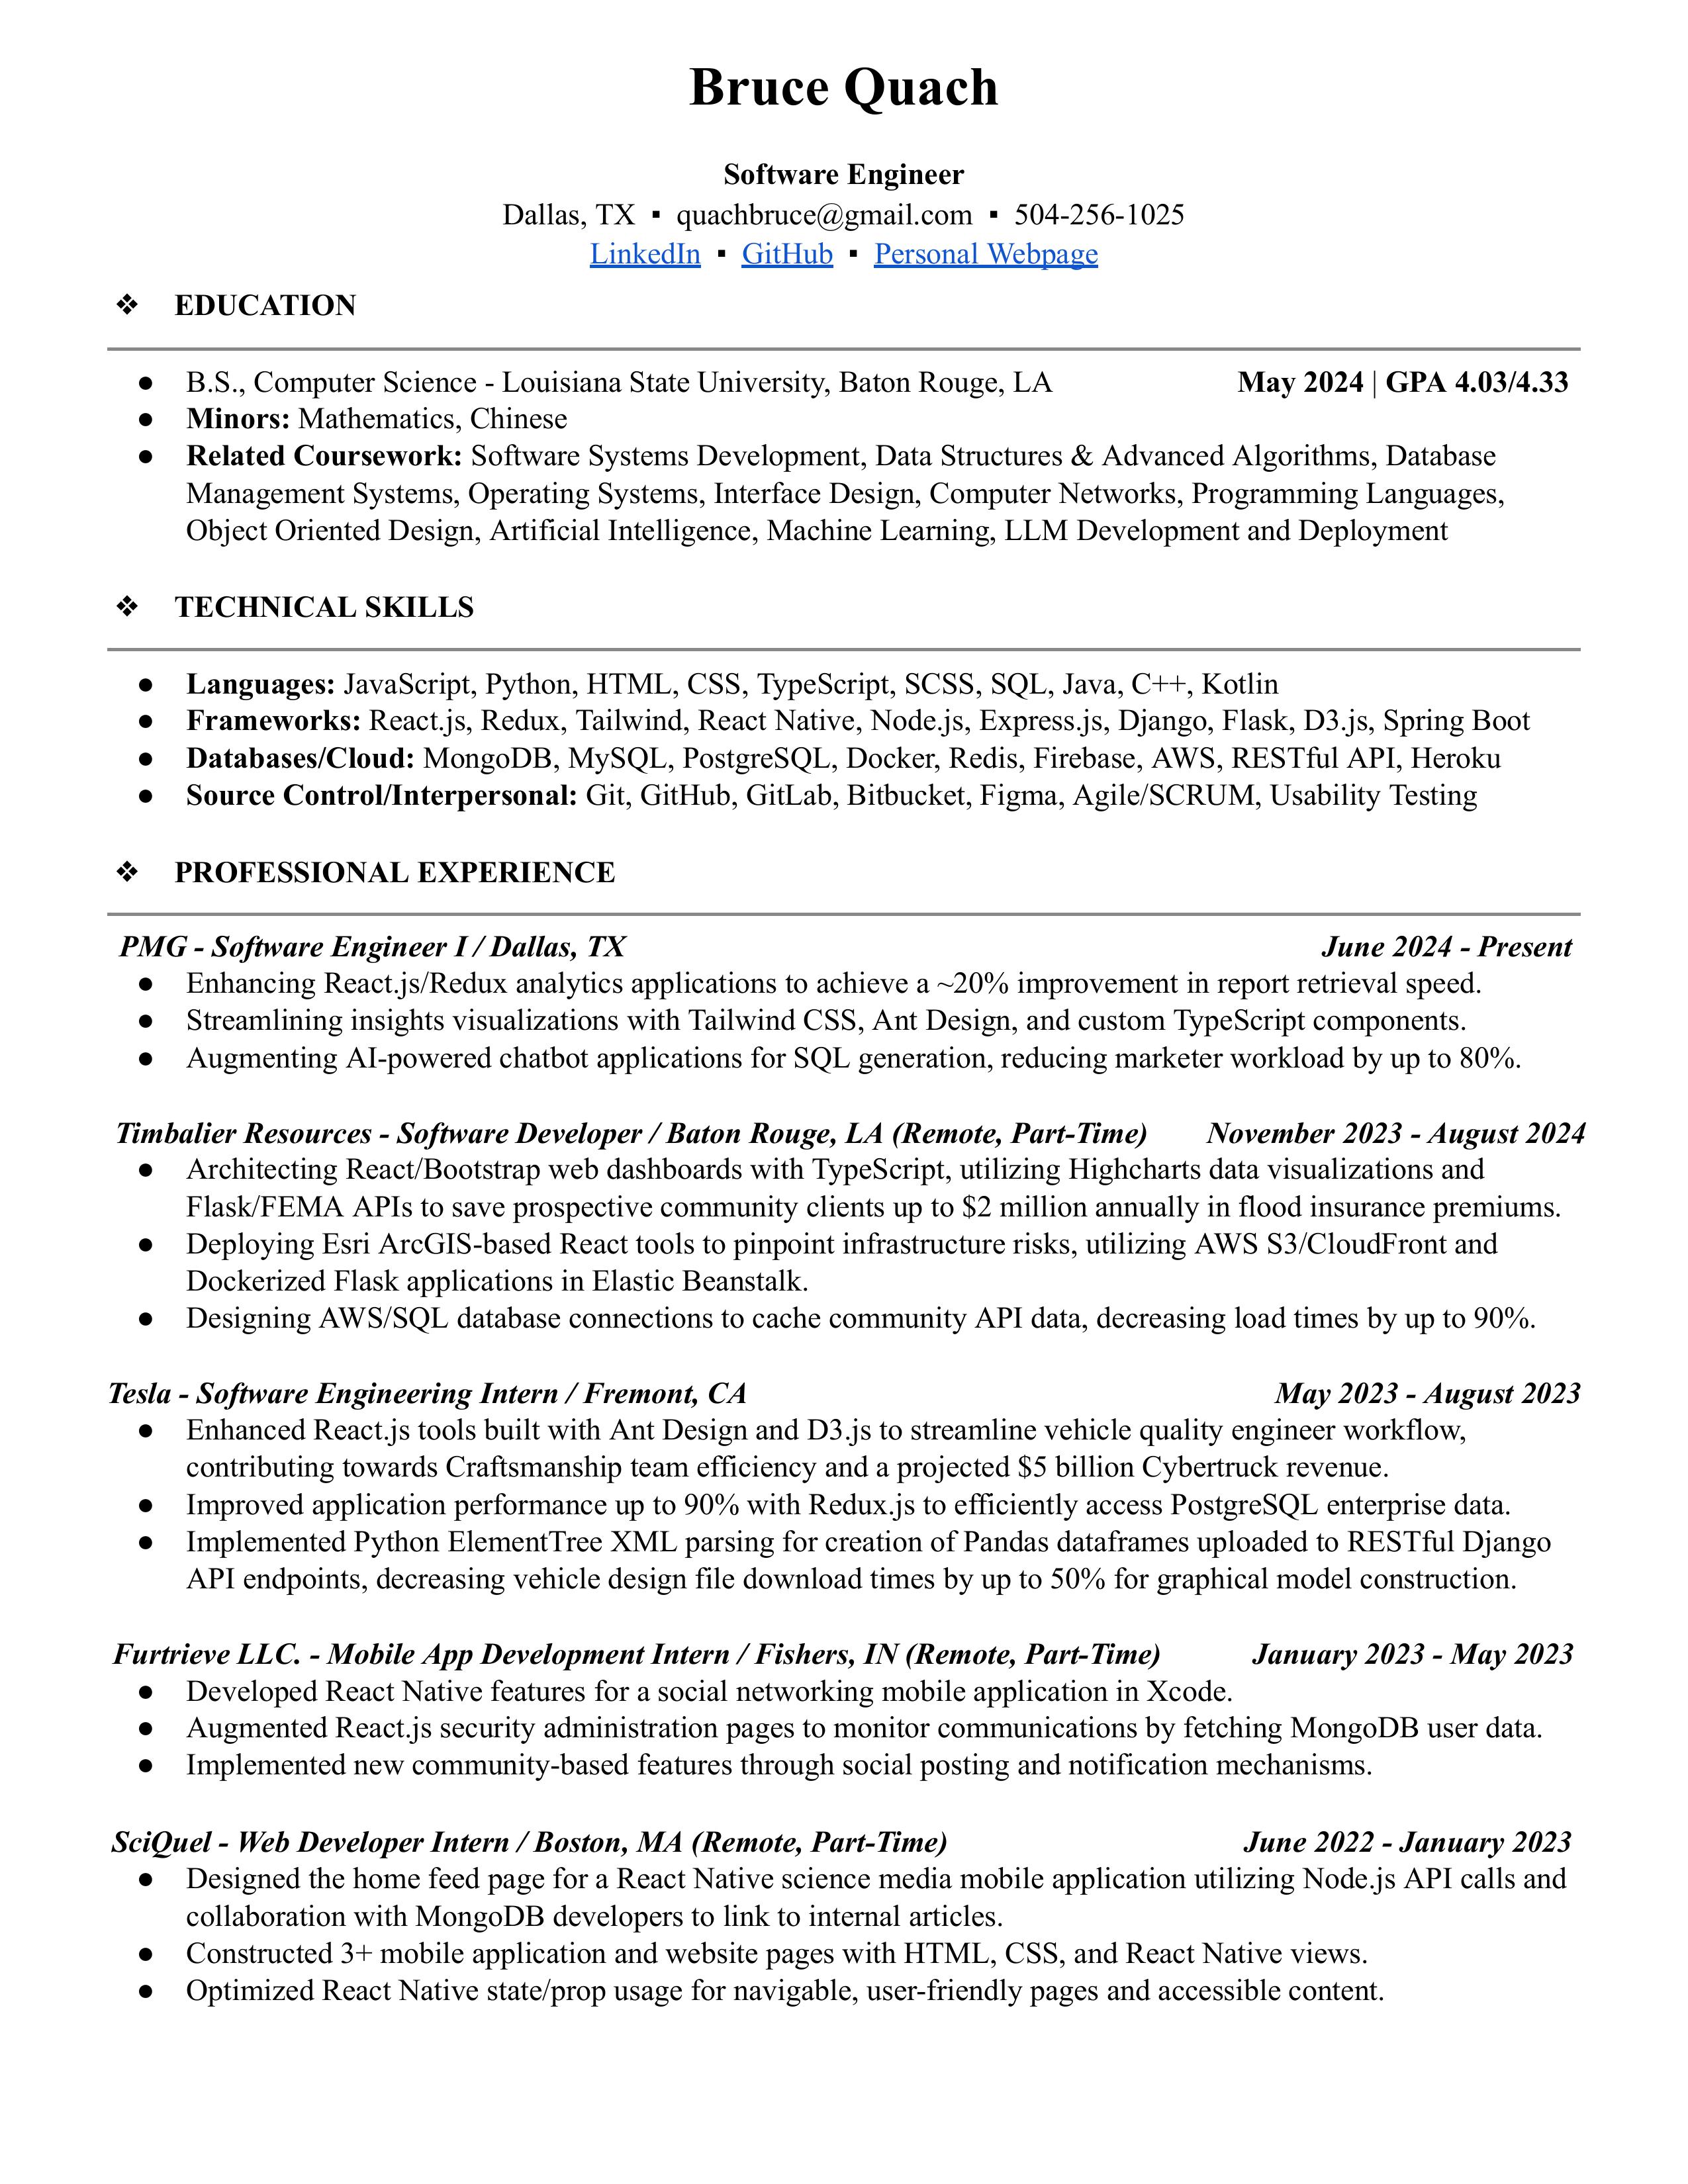 Bruce Quach
Software Engineer
Dallas, TX ▪ quachbruce@gmail.com ▪ 504-256-1025
LinkedIn ▪ GitHub ▪ Personal Webpage
❖ EDUCATION
● B.S., Computer Science - Louisiana State University, Baton Rouge, LA May 2024 | GPA 4.03/4.33
● Minors: Mathematics, Chinese
● Related Coursework: Software Systems Development, Data Structures & Advanced Algorithms, Database
Management Systems, Operating Systems, Interface Design, Computer Networks, Programming Languages,
Object Oriented Design, Artificial Intelligence, Machine Learning, LLM Development and Deployment
❖ TECHNICAL SKILLS
● Languages: JavaScript, Python, HTML, CSS, TypeScript, SCSS, SQL, Java, C++, Kotlin
● Frameworks: React.js, Redux, Tailwind, React Native, Node.js, Express.js, Django, Flask, D3.js, Spring Boot
● Databases/Cloud: MongoDB, MySQL, PostgreSQL, Docker, Redis, Firebase, AWS, RESTful API, Heroku
● Source Control/Interpersonal: Git, GitHub, GitLab, Bitbucket, Figma, Agile/SCRUM, Usability Testing
❖ PROFESSIONAL EXPERIENCE
PMG - Software Engineer I / Dallas, TX June 2024 - Present
● Enhancing React.js/Redux analytics applications to achieve a ~20% improvement in report retrieval speed.
● Streamlining insights visualizations with Tailwind CSS, Ant Design, and custom TypeScript components.
● Augmenting AI-powered chatbot applications for SQL generation, reducing marketer workload by up to 80%.
Timbalier Resources - Software Developer / Baton Rouge, LA (Remote, Part-Time) November 2023 - August 2024
● Architecting React/Bootstrap web dashboards with TypeScript, utilizing Highcharts data visualizations and
Flask/FEMA APIs to save prospective community clients up to $2 million annually in flood insurance premiums.
● Deploying Esri ArcGIS-based React tools to pinpoint infrastructure risks, utilizing AWS S3/CloudFront and
Dockerized Flask applications in Elastic Beanstalk.
● Designing AWS/SQL database connections to cache community API data, decreasing load times by up to 90%.
Tesla - Software Engineering Intern / Fremont, CA May 2023 - August 2023
● Enhanced React.js tools built with Ant Design and D3.js to streamline vehicle quality engineer workflow,
contributing towards Craftsmanship team efficiency and a projected $5 billion Cybertruck revenue.
● Improved application performance up to 90% with Redux.js to efficiently access PostgreSQL enterprise data.
● Implemented Python ElementTree XML parsing for creation of Pandas dataframes uploaded to RESTful Django
API endpoints, decreasing vehicle design file download times by up to 50% for graphical model construction.
Furtrieve LLC. - Mobile App Development Intern / Fishers, IN (Remote, Part-Time) January 2023 - May 2023
● Developed React Native features for a social networking mobile application in Xcode.
● Augmented React.js security administration pages to monitor communications by fetching MongoDB user data.
● Implemented new community-based features through social posting and notification mechanisms.
SciQuel - Web Developer Intern / Boston, MA (Remote, Part-Time) June 2022 - January 2023
● Designed the home feed page for a React Native science media mobile application utilizing Node.js API calls and
collaboration with MongoDB developers to link to internal articles.
● Constructed 3+ mobile application and website pages with HTML, CSS, and React Native views.
● Optimized React Native state/prop usage for navigable, user-friendly pages and accessible content.